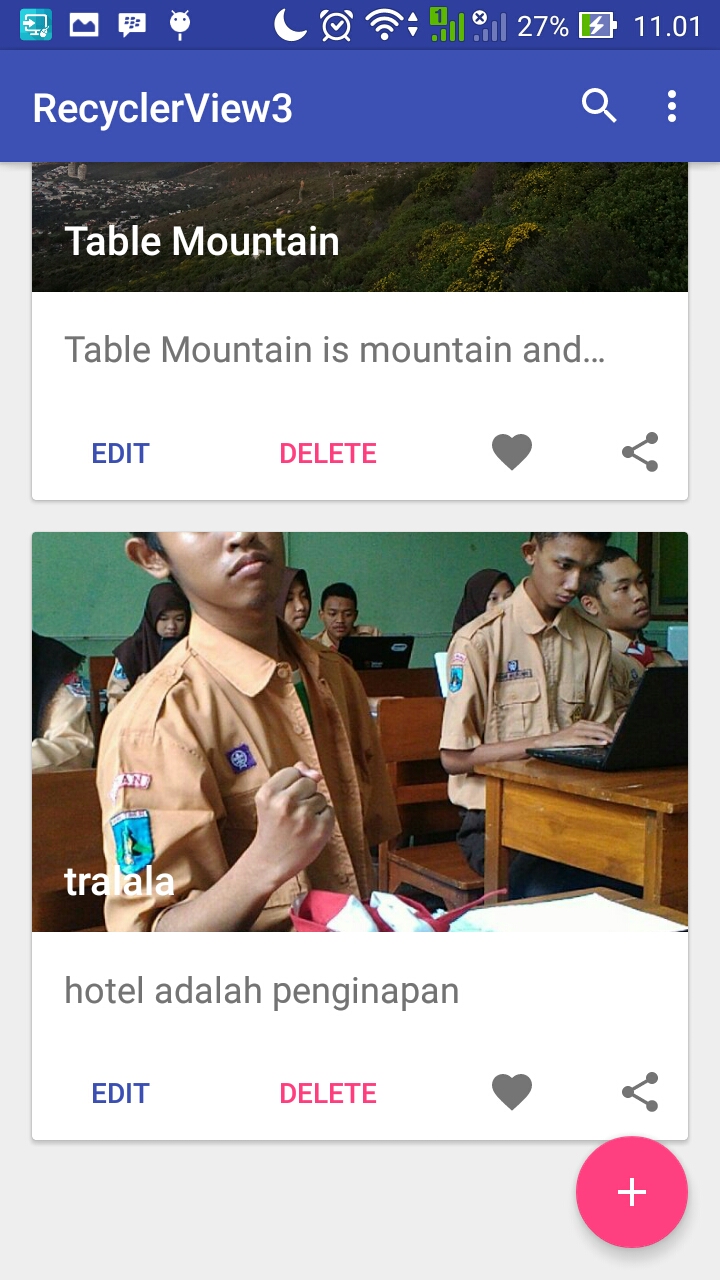 27% 11.01
RecyclerView3
Table Mountain
Table Mountain is mountain and...
EDIT DELETE
tralala
hotel adalah penginapan
EDIT DELETE